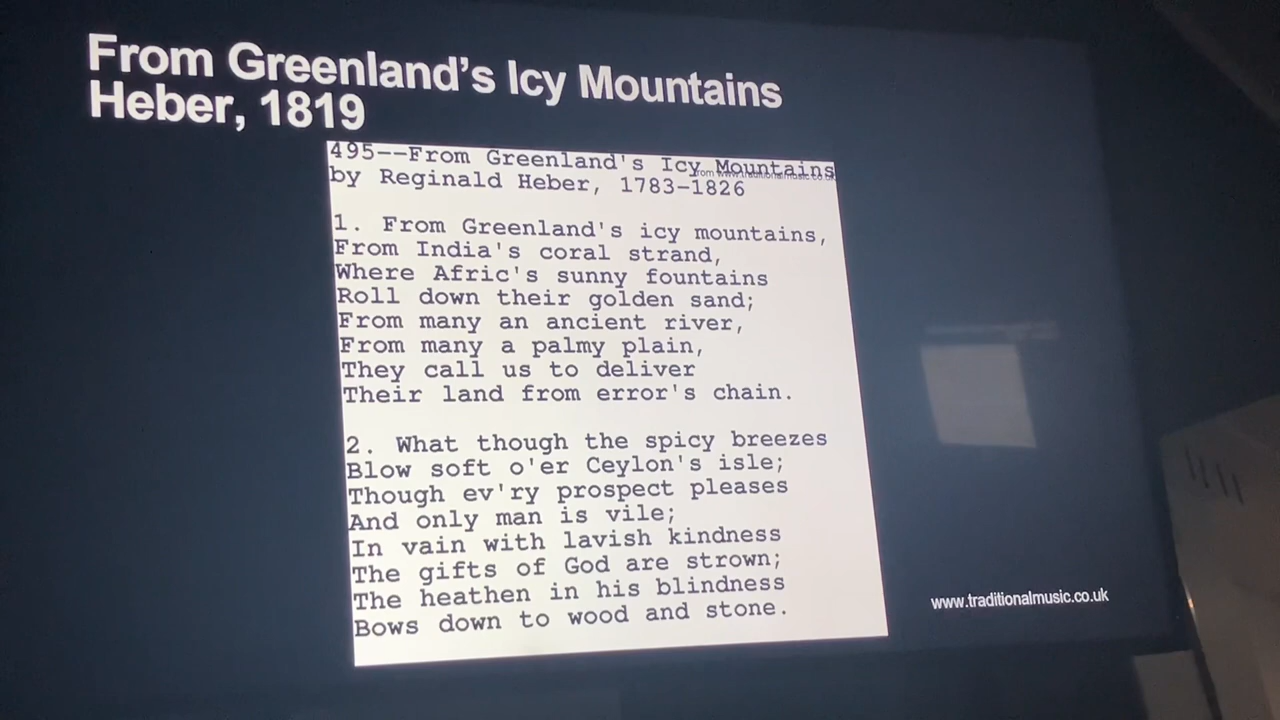 From Greenland's Icy Mountains
Heber, 1819
495--From Greenland's Icy Mountains
from www.traditionalmusic.co.uk
by Reginald Heber, 1783-1826
1. From Greenland's icy mountains,
From India's coral strand,
Where Afric's sunny fountains
Roll down their golden sand;
From many an ancient river,
From many a palmy plain,
They call us to deliver
Their land from error's chain.
2. What though the spicy breezes
Blow soft o'er Ceylon's isle;
Though ev'ry prospect pleases
And only man is vile;
In vain with lavish kindness
The gifts of God are strown;
The heathen in his blindness
Bows down to wood and stone.
www.traditionalmusic.co.uk